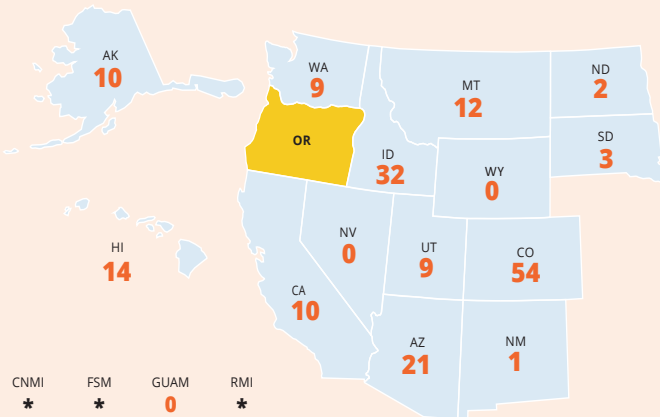 AK
10
WA
9
MT
12
ND
2
OR
ID
32
SD
3
WY
0
HI
14
NV
0
UT
9
CO
54
CA
10
AZ
21
NM
1
CNMI FSM GUAM RMI
* * 0 *